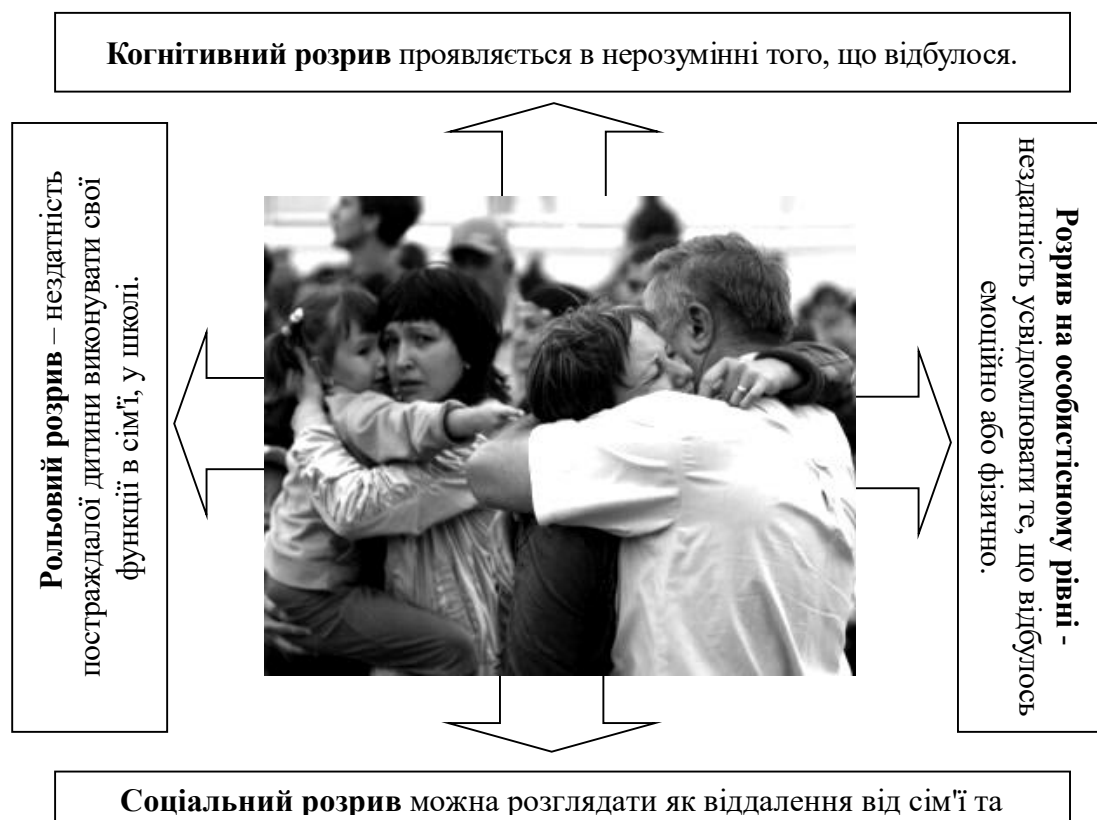 Когнітивний розрив проявляється в нерозумінні того, що відбулося.
Рольовий розрив – нездатність
постраждалої дитини виконувати свої
функції в сім'ї, у школі.
Розрив на особистісному рівні -
нездатність усвідомлювати те, що відбулось
емоційно або фізично.
Соціальний розрив можна розглядати як віддалення від сім'ї та